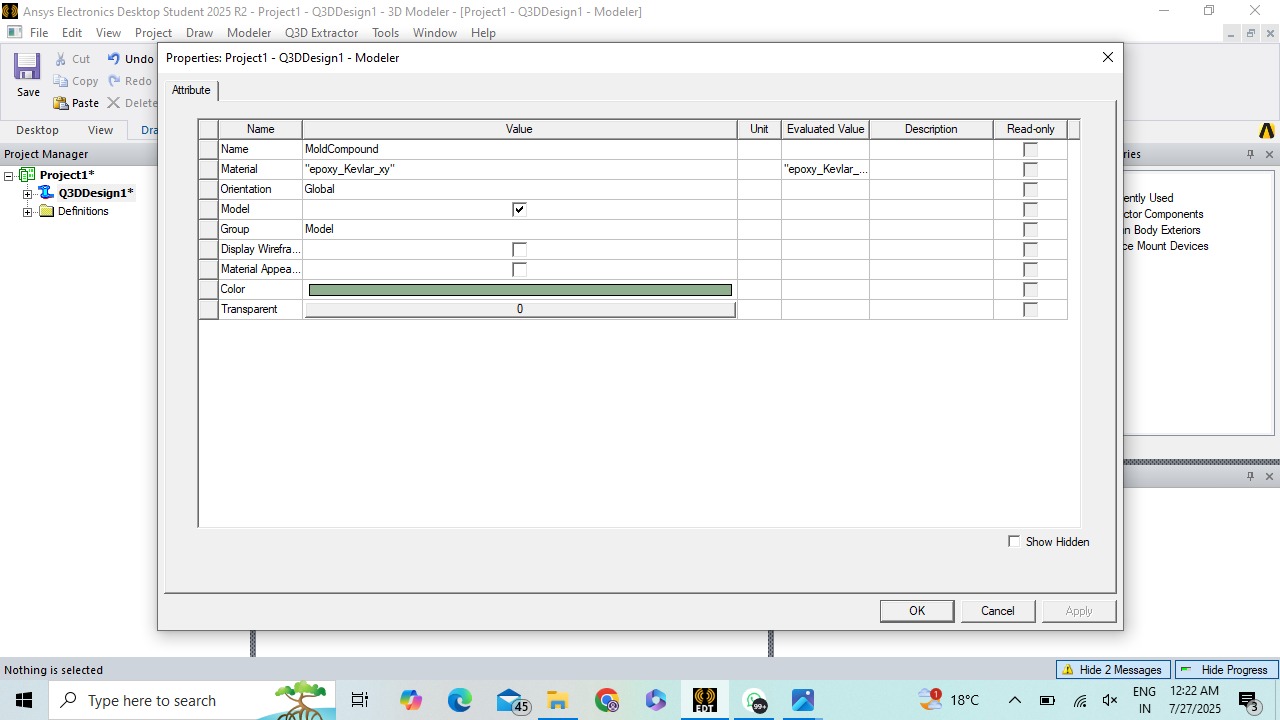 Ansys Electronics Desktop Student 2025 R2 - Project1 - Q3DDesign1 - 3D Modeler - [Project1 - Q3DDesign1 - Modeler]
File Edit View Project Draw Modeler Q3D Extractor Tools Window Help
Save
Cut
Copy
Paste
Undo
Redo
Delete
Desktop View Dra
Project Manager
Project1*
Q3DDesign1*
Definitions
Properties: Project1 - Q3DDesign1 - Modeler
Attribute
Name Value Unit Evaluated Value Description Read-only
Name MoldCompound
Material "epoxy_Kevlar_xy" "epoxy_Kevlar_...
Orientation Global
Model
Group Model
Display Wirefra...
Material Appea...
Color
Transparent 0
Show Hidden
OK Cancel Apply
ries
ently Used
ctor Components
n Body Exteriors
ce Mount Devices
Nothing is selected
Hide 2 Messages Hide Progress
Type here to search
45
EDT
99+
1
18°C
ENG
IN
12:22 AM
7/27/2025
3